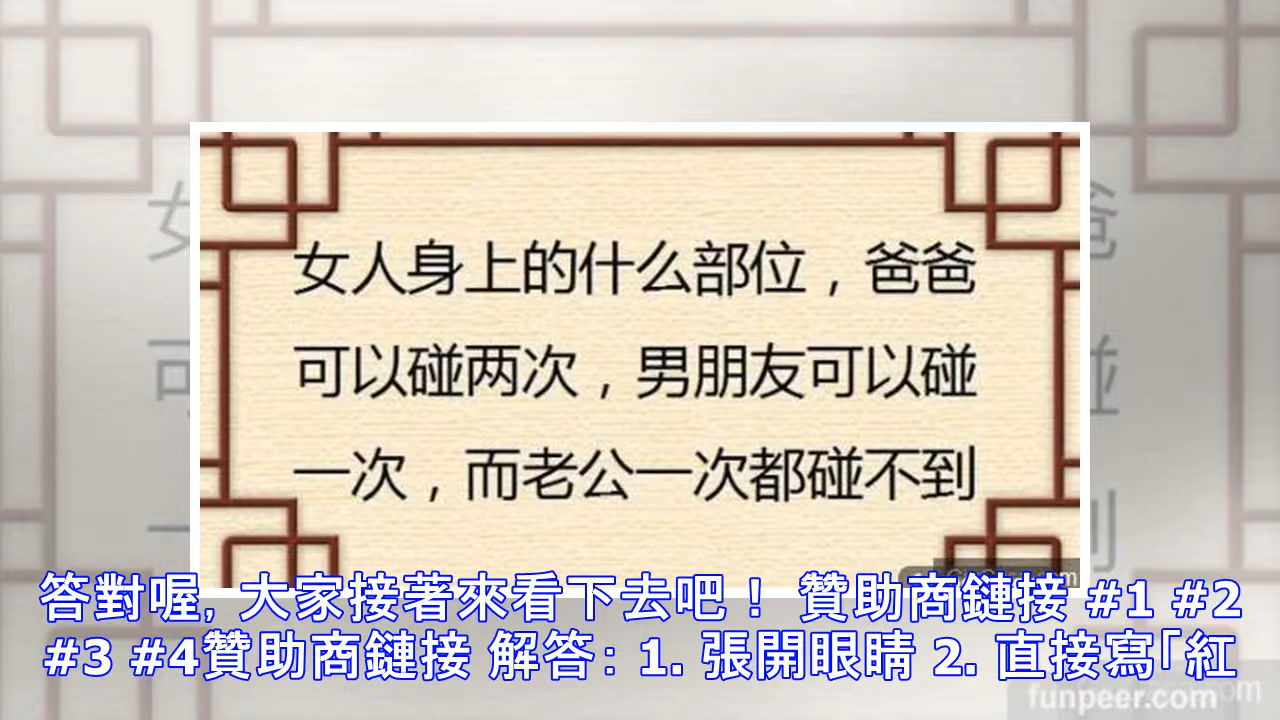 女人身上的什么部位，爸爸
可以碰两次，男朋友可以碰
一次，而老公一次都碰不到
答對喔, 大家接著來看下去吧！ 贊助商鏈接 #1 #2
#3 #4贊助商鏈接 解答: 1. 張開眼睛 2. 直接寫「紅
funpeer.com